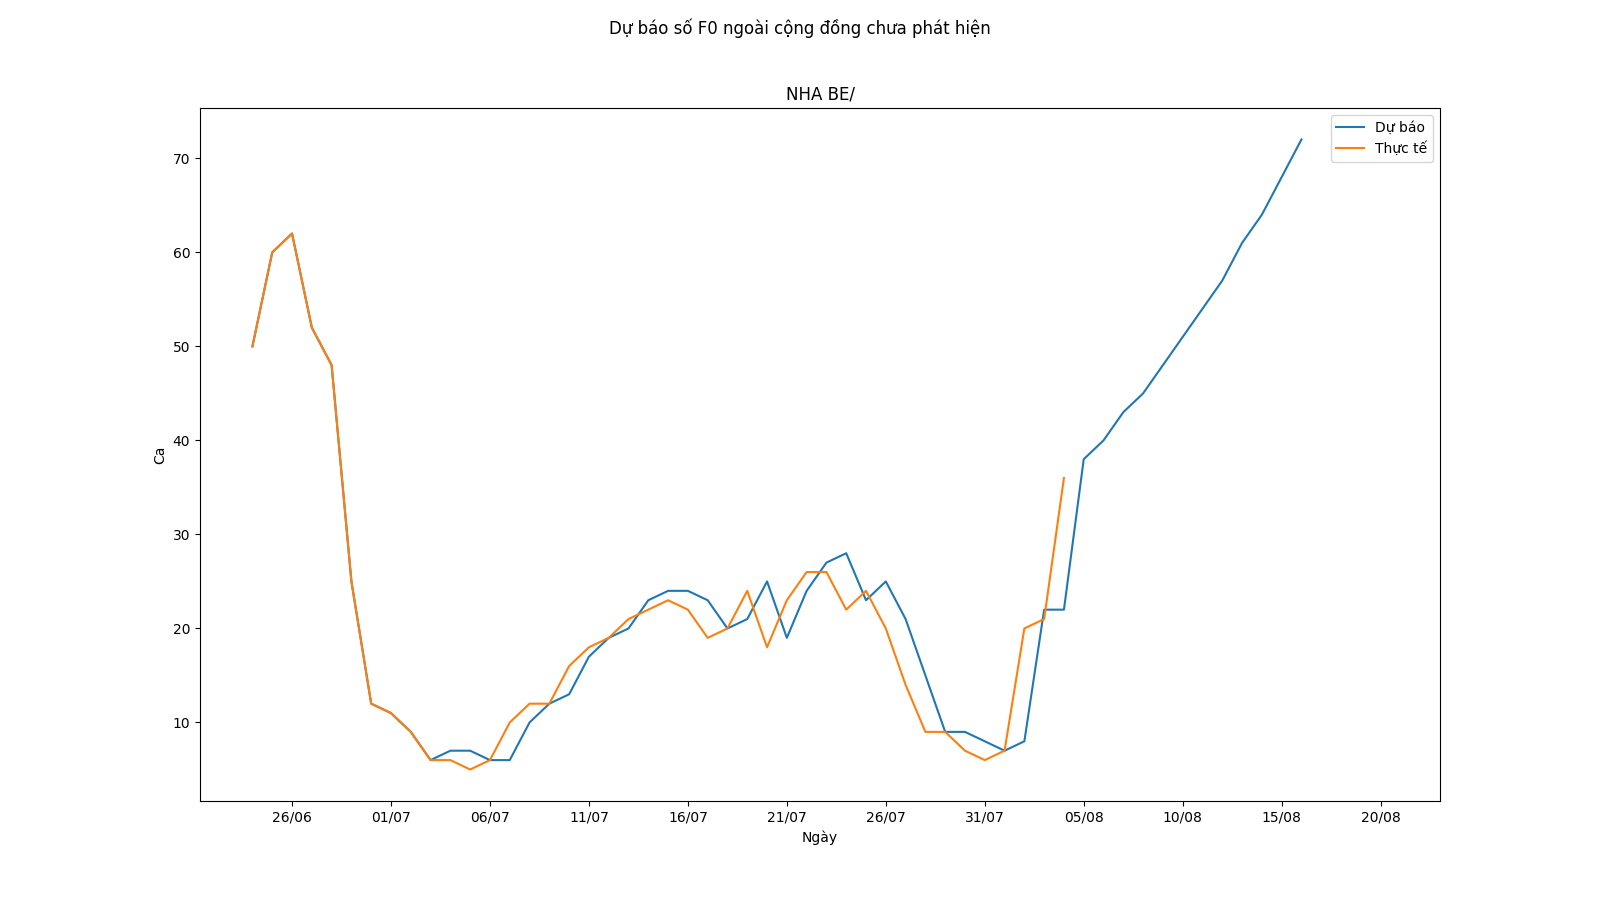 Dự báo số F0 ngoài cộng đồng chưa phát hiện
NHA BE/
Dự báo
Thực tế
70
60
50
40
30
20
10
Ca
26/06 01/07 06/07 11/07 16/07 21/07 26/07 31/07 05/08 10/08 15/08 20/08
Ngày